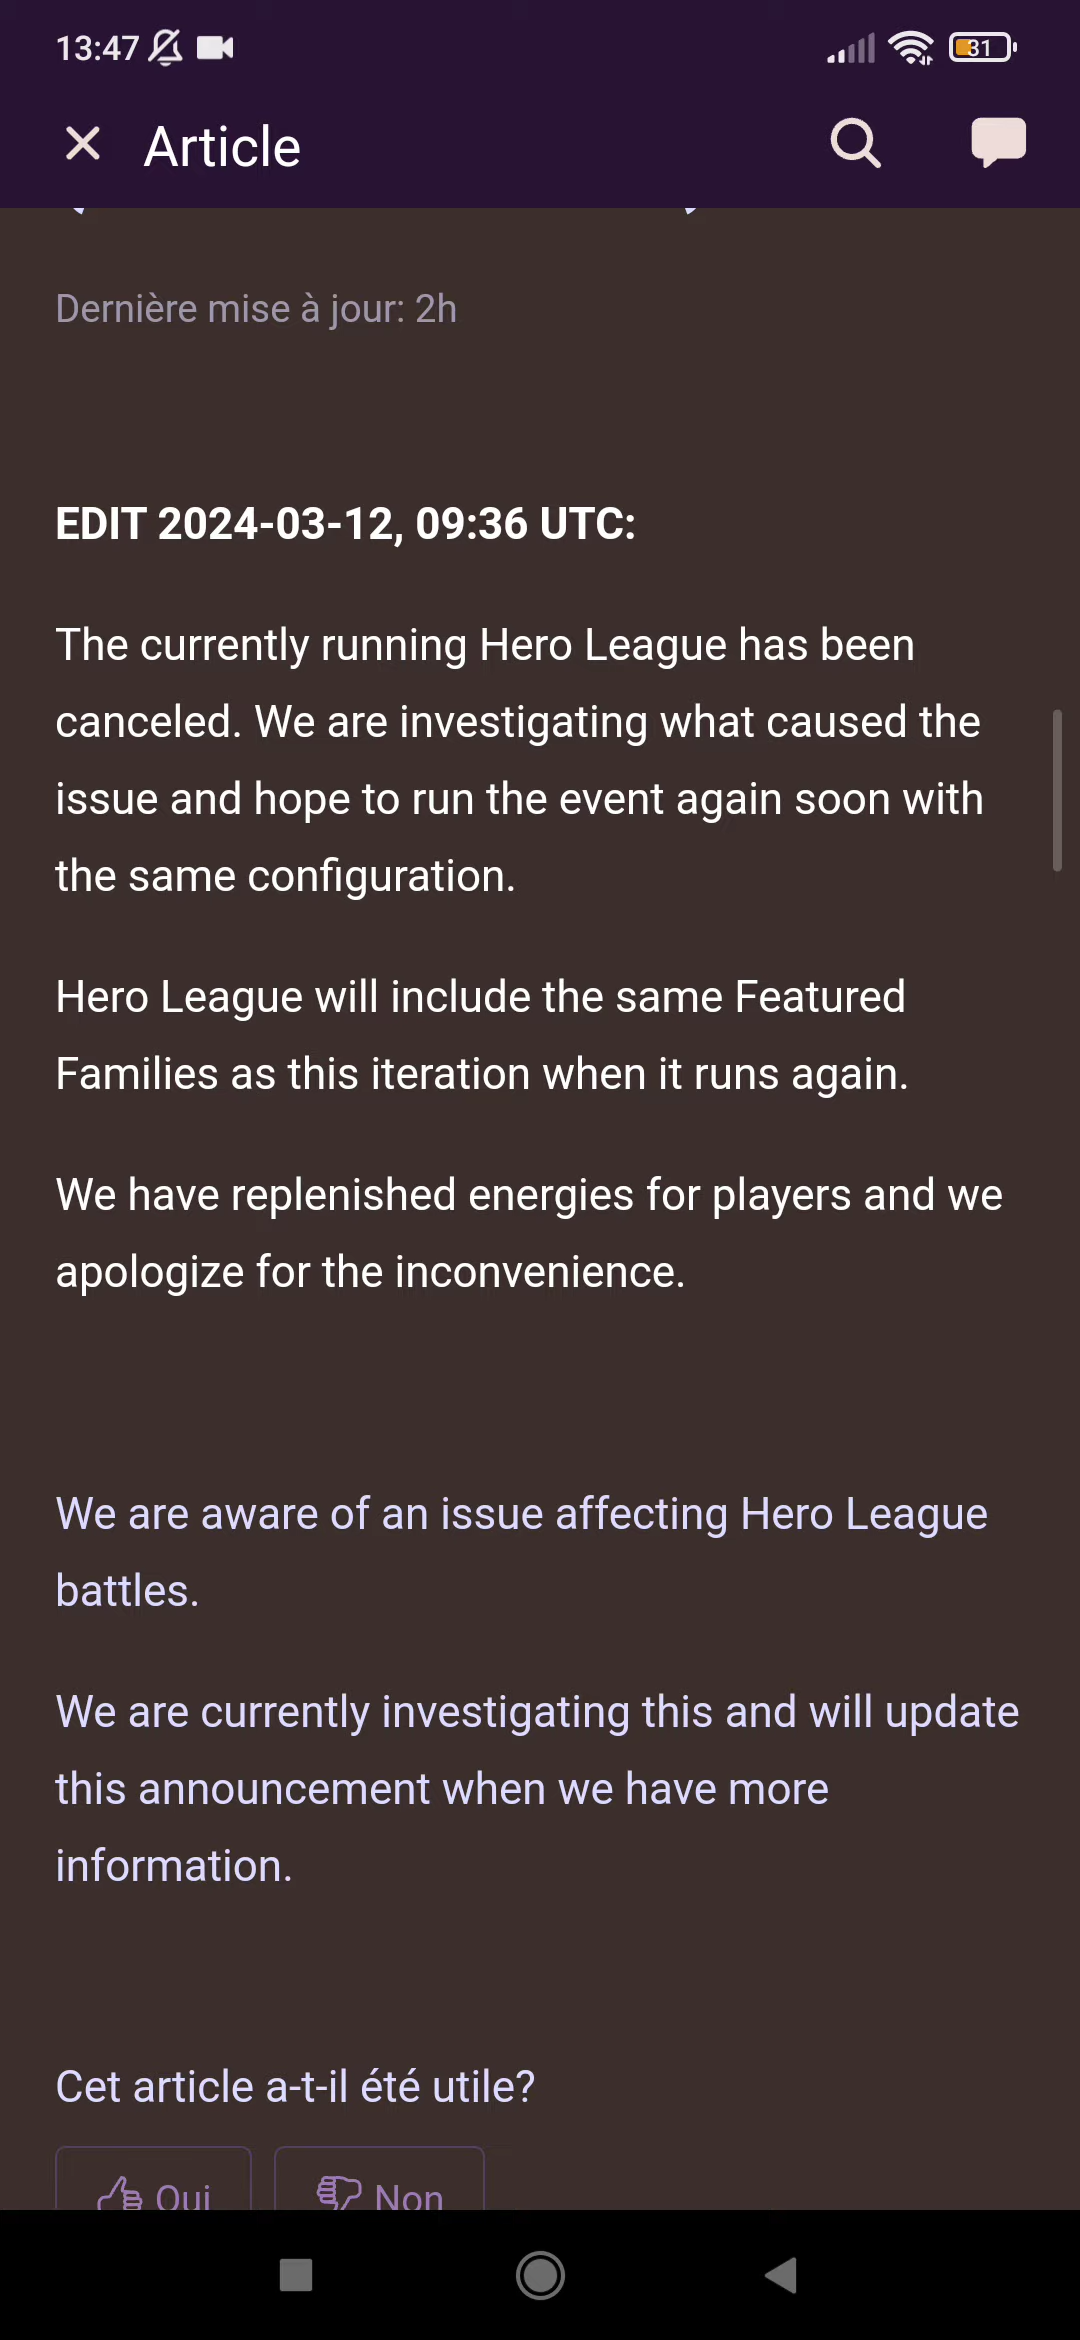 13:47
31
Article
Dernière mise à jour: 2h
EDIT 2024-03-12, 09:36 UTC:
The currently running Hero League has been
canceled. We are investigating what caused the
issue and hope to run the event again soon with
the same configuration.
Hero League will include the same Featured
Families as this iteration when it runs again.
We have replenished energies for players and we
apologize for the inconvenience.
We are aware of an issue affecting Hero League
battles.
We are currently investigating this and will update
this announcement when we have more
information.
Cet article a-t-il été utile?
Oui Non